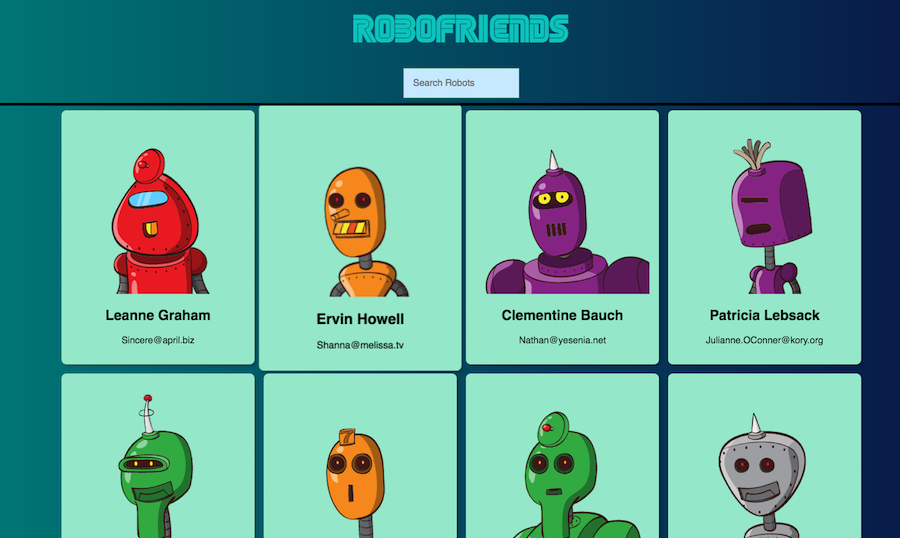 ROBOFRIENDS
Search Robots
Leanne Graham
Sincere@april.biz
Ervin Howell
Shanna@melissa.tv
Clementine Bauch
Nathan@yesenia.net
Patricia Lebsack
Julianne.OConner@kory.org
7